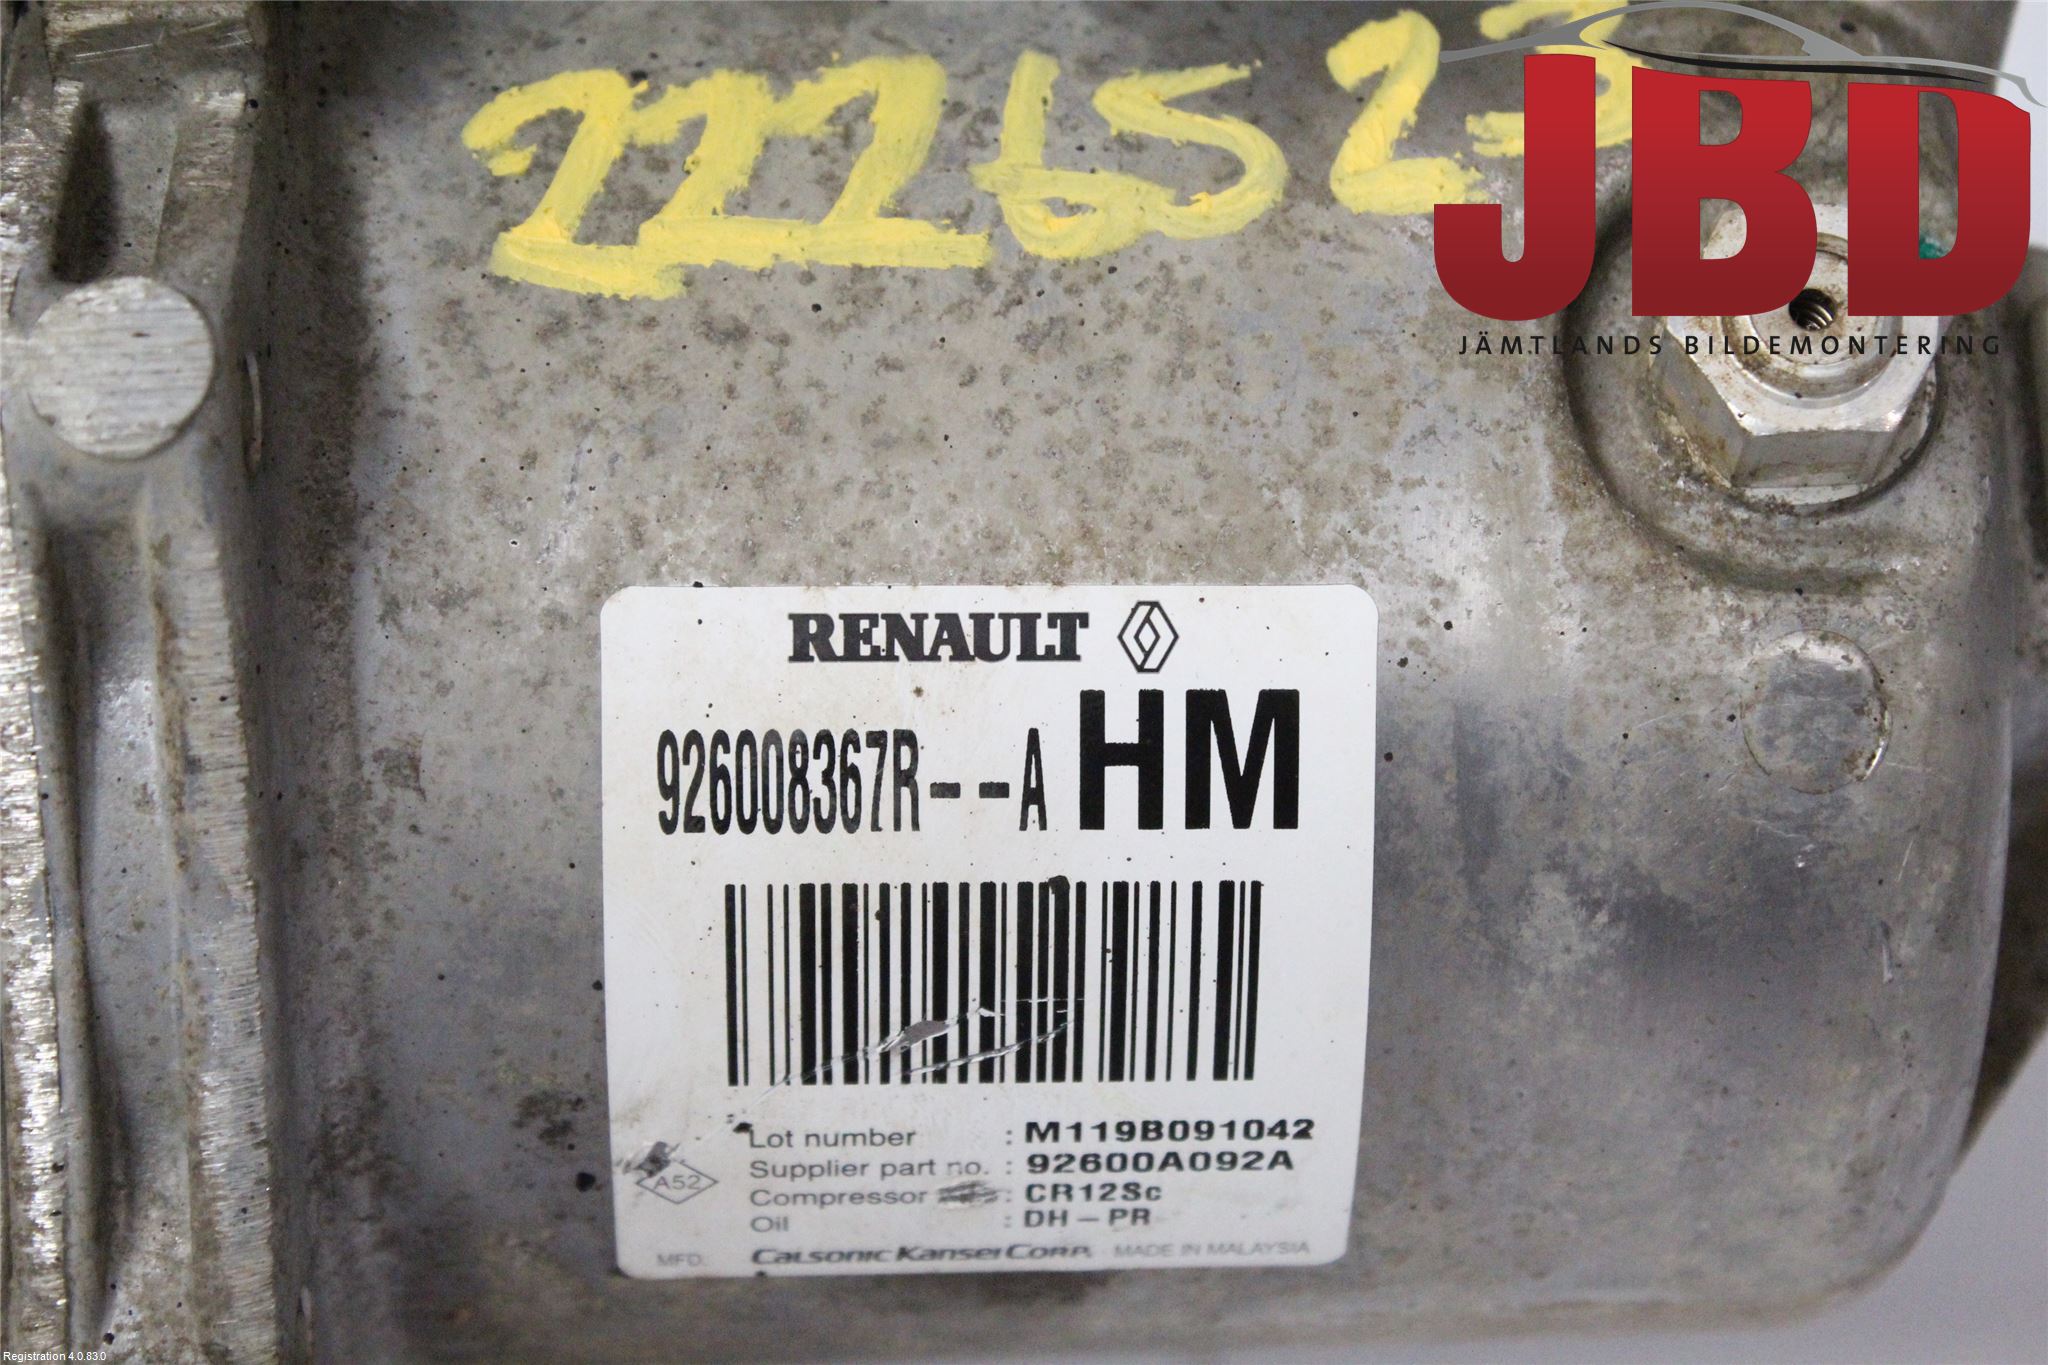 2226523
JBD
JÄMTLANDS BILDEMONTERING
RENAULT
926008367R--A HM
Lot number : M119B091042
Supplier part no. : 92600A092A
A52
Compressor : CR12Sc
Oil : DH-PR
MFD. Calsonic Kansei Corp. MADE IN MALAYSIA
Registration 4.0.83.0